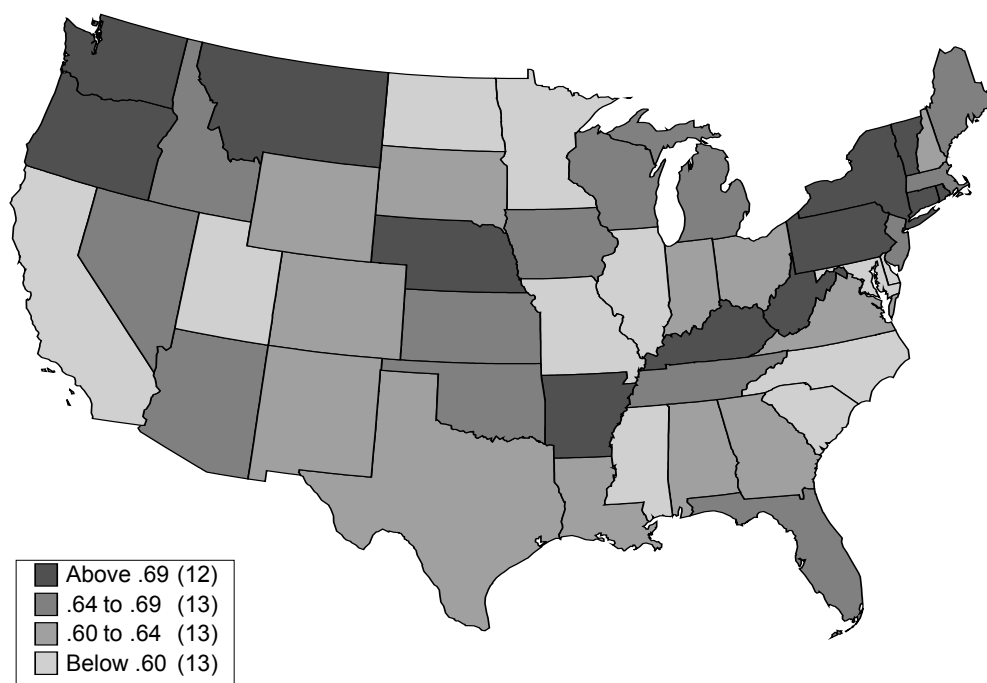 Above .69 (12)
.64 to .69 (13)
.60 to .64 (13)
Below .60 (13)